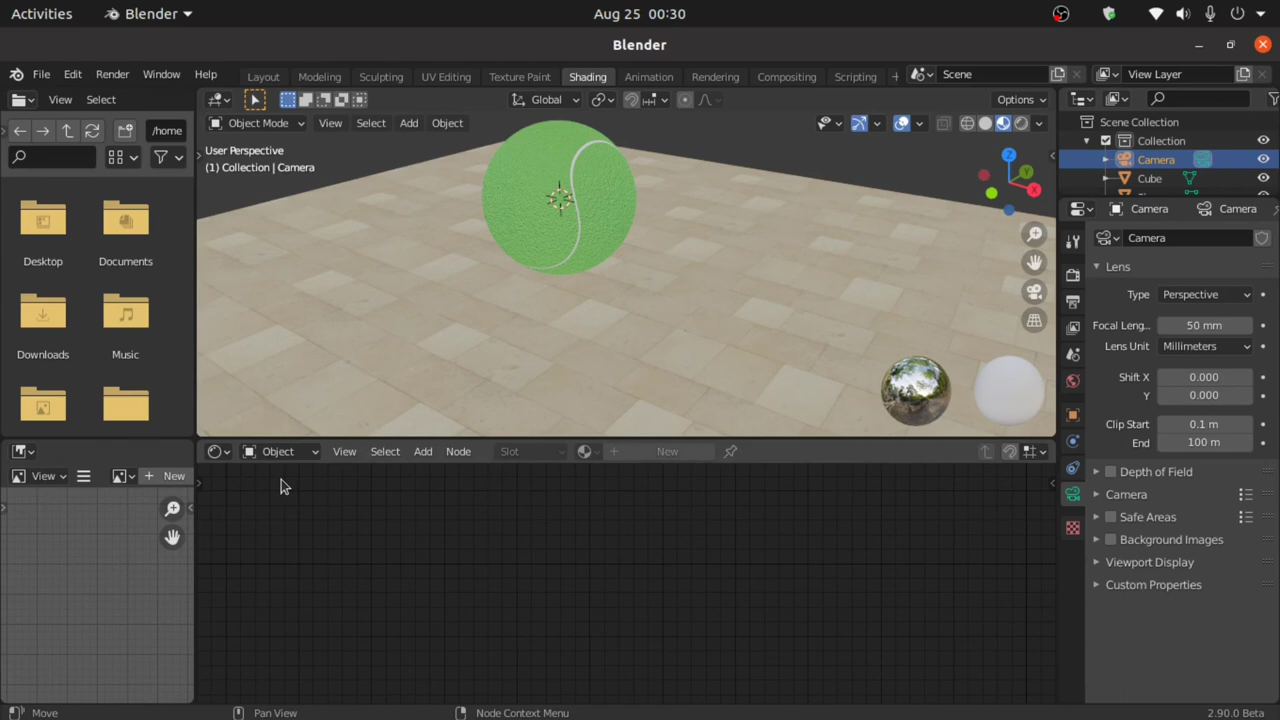 Activities Blender Aug 25 00:30
Blender
File Edit Render Window Help Layout Modeling Sculpting UV Editing Texture Paint Shading Animation Rendering Compositing Scripting + Scene View Layer
View Select Global Options
/home Object Mode View Select Add Object Scene Collection
Collection
User Perspective
(1) Collection | Camera
Camera
Cube
Z
Y
X
Camera Camera
Camera
Desktop Documents
Lens
Type Perspective
Focal Leng... 50 mm
Lens Unit Millimeters
Downloads Music
Shift X 0.000
Y 0.000
Clip Start 0.1 m
End 100 m
Object View Select Add Node Slot New
View New
Depth of Field
Camera
Safe Areas
Background Images
Viewport Display
Custom Properties
Move Pan View Node Context Menu 2.90.0 Beta